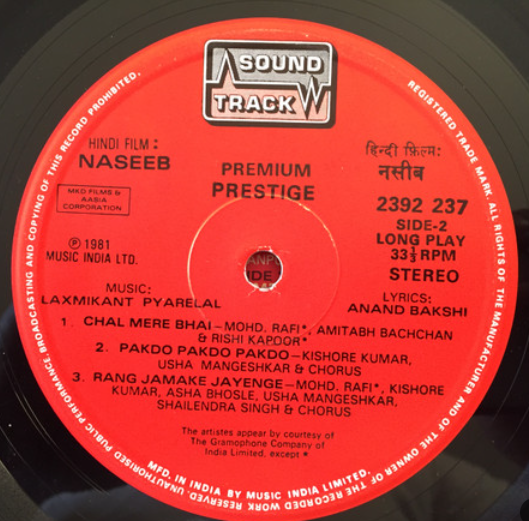 SOUND
TRACK
HINDI FILM:
NASEEB
हिन्दी फ़िल्म:
नसीब
PREMIUM
PRESTIGE
MKD FILMS &
AASIA
CORPORATION
2392 237
SIDE-2
LONG PLAY
33⅓ RPM
STEREO
℗ 1981
MUSIC INDIA LTD.
MUSIC:
LAXMIKANT PYARELAL
LYRICS:
ANAND BAKSHI
1. CHAL MERE BHAI – MOHD. RAFI*, AMITABH BACHCHAN
& RISHI KAPOOR*
2. PAKDO PAKDO PAKDO – KISHORE KUMAR,
USHA MANGESHKAR & CHORUS
3. RANG JAMAKE JAYENGE – MOHD. RAFI*, KISHORE
KUMAR, ASHA BHOSLE, USHA MANGESHKAR,
SHAILENDRA SINGH & CHORUS
The artistes appear by courtesy of
The Gramophone Company of
India Limited, except *
MFD. IN INDIA BY MUSIC INDIA LIMITED.
REGISTERED TRADE MARK. ALL RIGHTS OF THE MANUFACTURER AND OF THE OWNER OF THE RECORDED WORK RESERVED. UNAUTHORISED PUBLIC PERFORMANCE, BROADCASTING AND COPYING OF THIS RECORD PROHIBITED.